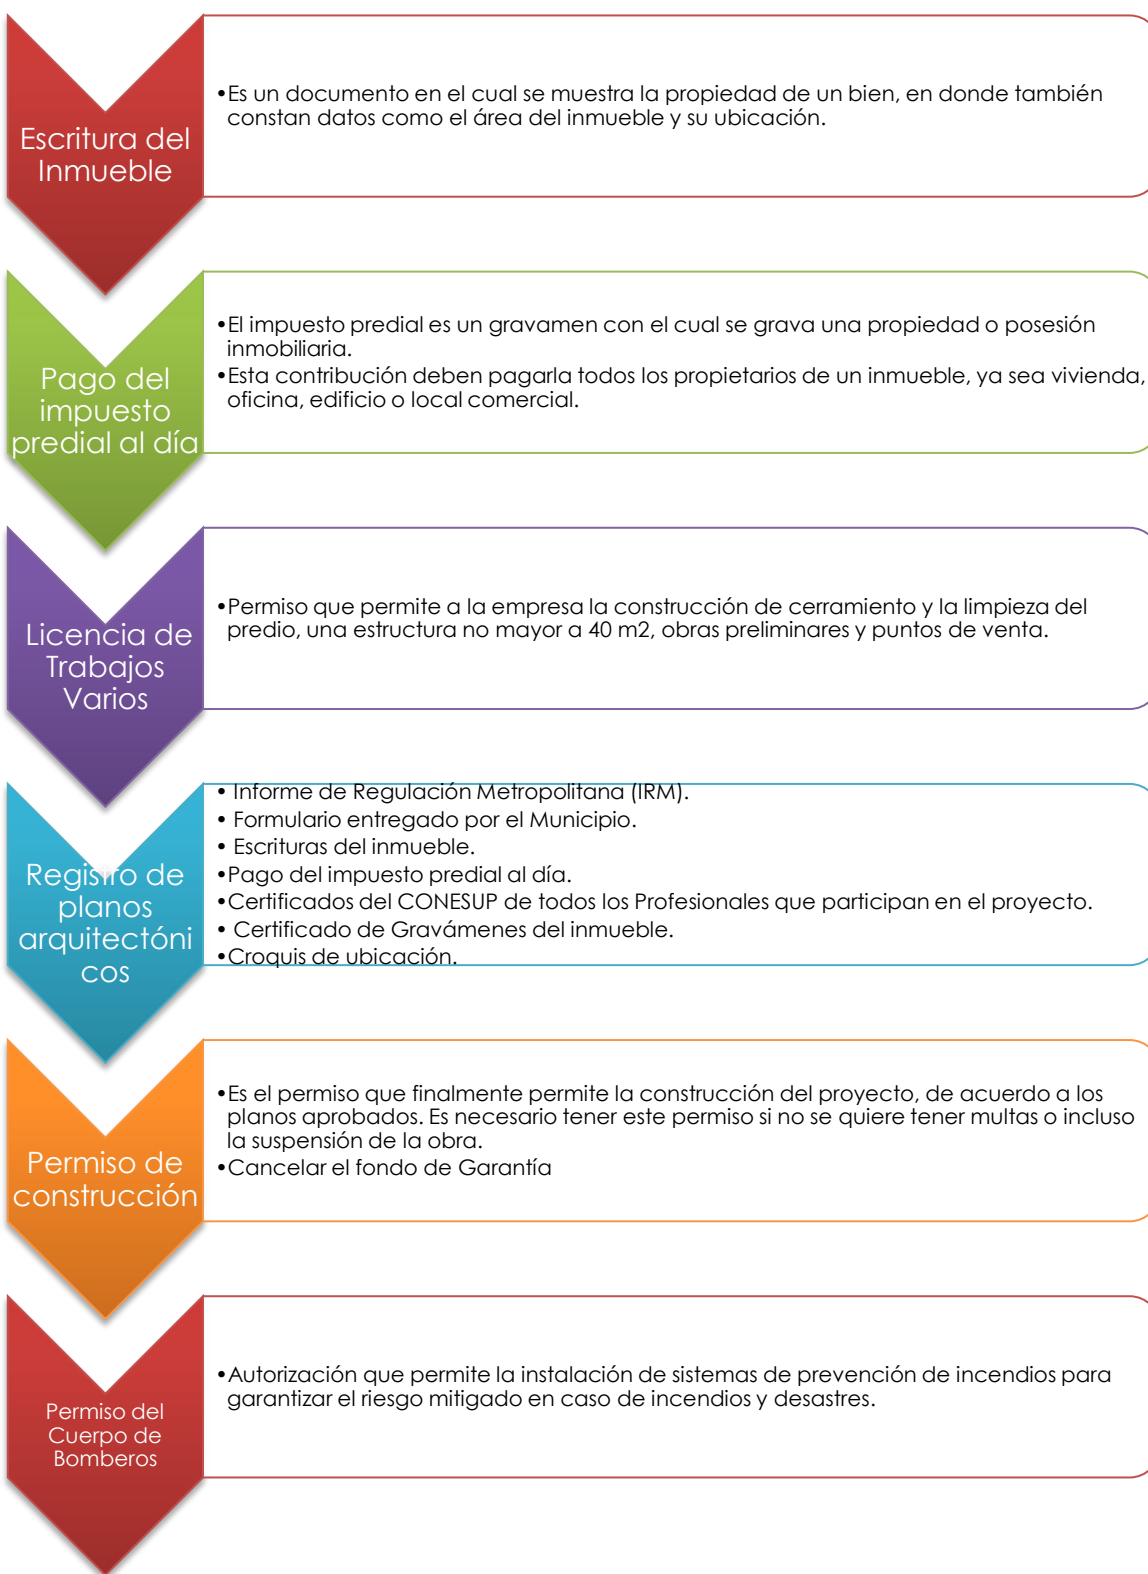 Escritura del
Inmueble
•Es un documento en el cual se muestra la propiedad de un bien, en donde también
constan datos como el área del inmueble y su ubicación.
Pago del
impuesto
predial al día
•El impuesto predial es un gravamen con el cual se grava una propiedad o posesión
inmobiliaria.
•Esta contribución deben pagarla todos los propietarios de un inmueble, ya sea vivienda,
oficina, edificio o local comercial.
Licencia de
Trabajos
Varios
•Permiso que permite a la empresa la construcción de cerramiento y la limpieza del
predio, una estructura no mayor a 40 m2, obras preliminares y puntos de venta.
Registro de
planos
arquitectóni
cos
• Informe de Regulación Metropolitana (IRM).
• Formulario entregado por el Municipio.
• Escrituras del inmueble.
•Pago del impuesto predial al día.
•Certificados del CONESUP de todos los Profesionales que participan en el proyecto.
• Certificado de Gravámenes del inmueble.
•Croquis de ubicación.
Permiso de
construcción
•Es el permiso que finalmente permite la construcción del proyecto, de acuerdo a los
planos aprobados. Es necesario tener este permiso si no se quiere tener multas o incluso
la suspensión de la obra.
•Cancelar el fondo de Garantía
Permiso del
Cuerpo de
Bomberos
•Autorización que permite la instalación de sistemas de prevención de incendios para
garantizar el riesgo mitigado en caso de incendios y desastres.